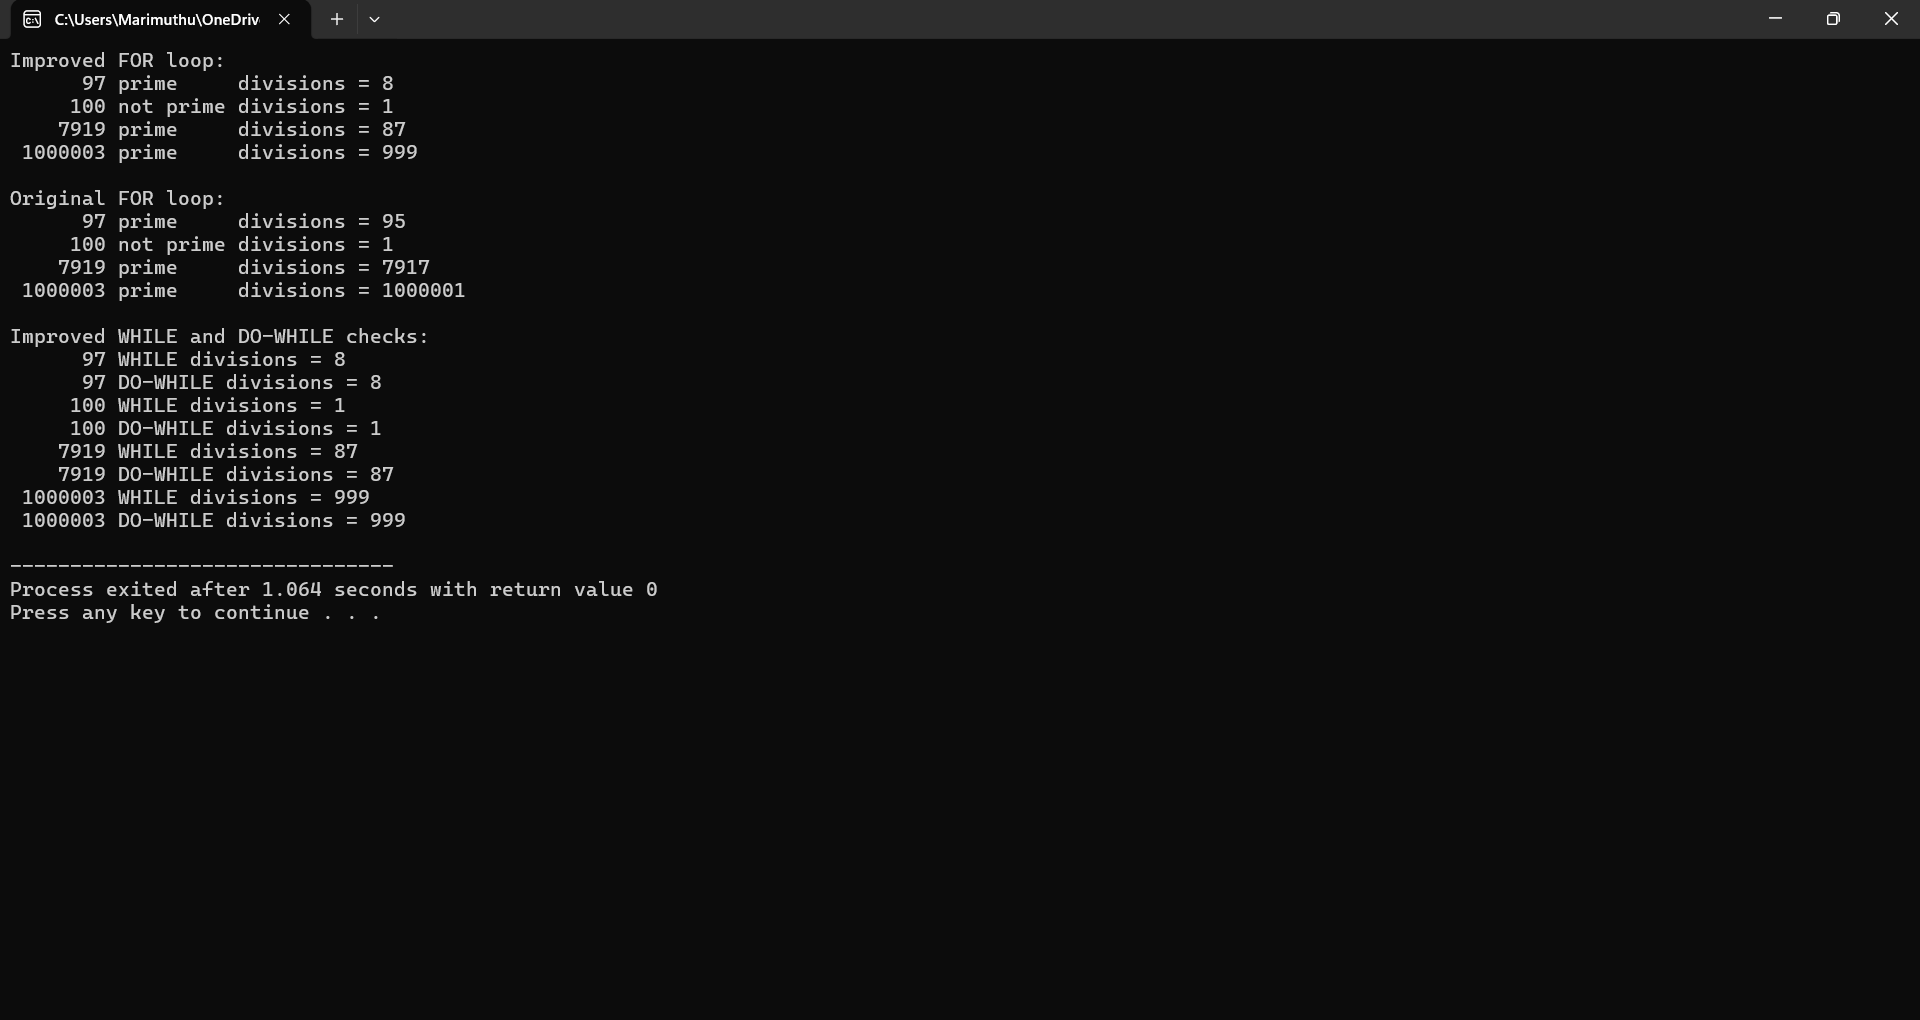 C:\Users\Marimuthu\OneDriv
Improved FOR loop:
      97 prime     divisions = 8
     100 not prime divisions = 1
    7919 prime     divisions = 87
 1000003 prime     divisions = 999

Original FOR loop:
      97 prime     divisions = 95
     100 not prime divisions = 1
    7919 prime     divisions = 7917
 1000003 prime     divisions = 1000001

Improved WHILE and DO-WHILE checks:
      97 WHILE divisions = 8
      97 DO-WHILE divisions = 8
     100 WHILE divisions = 1
     100 DO-WHILE divisions = 1
    7919 WHILE divisions = 87
    7919 DO-WHILE divisions = 87
 1000003 WHILE divisions = 999
 1000003 DO-WHILE divisions = 999

--------------------------------
Process exited after 1.064 seconds with return value 0
Press any key to continue . . .